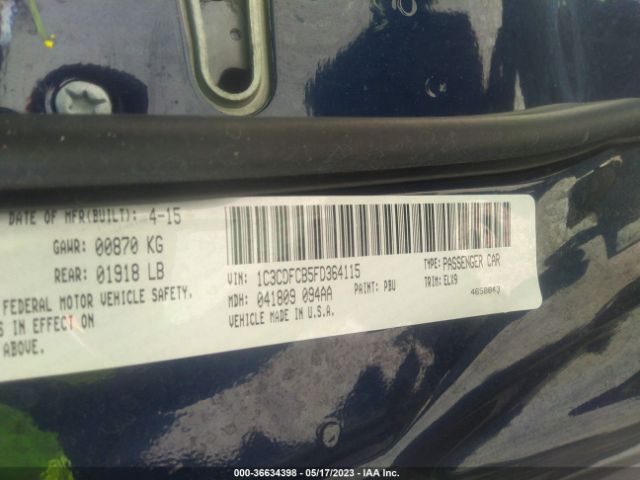 DATE OF MFR(BUILT): 4-15
GAWR: 00870 KG
REAR: 01918 LB
FEDERAL MOTOR VEHICLE SAFETY,
S IN EFFECT ON
ABOVE.
VIN: 1C3CDFCB5FD364115
MDH: 041809 094AA
VEHICLE MADE IN U.S.A.
PAINT: PBU
TYPE: PASSENGER CAR
TRIM: ELX9
4658043
000-36634398 - 05/17/2023 - IAA Inc.